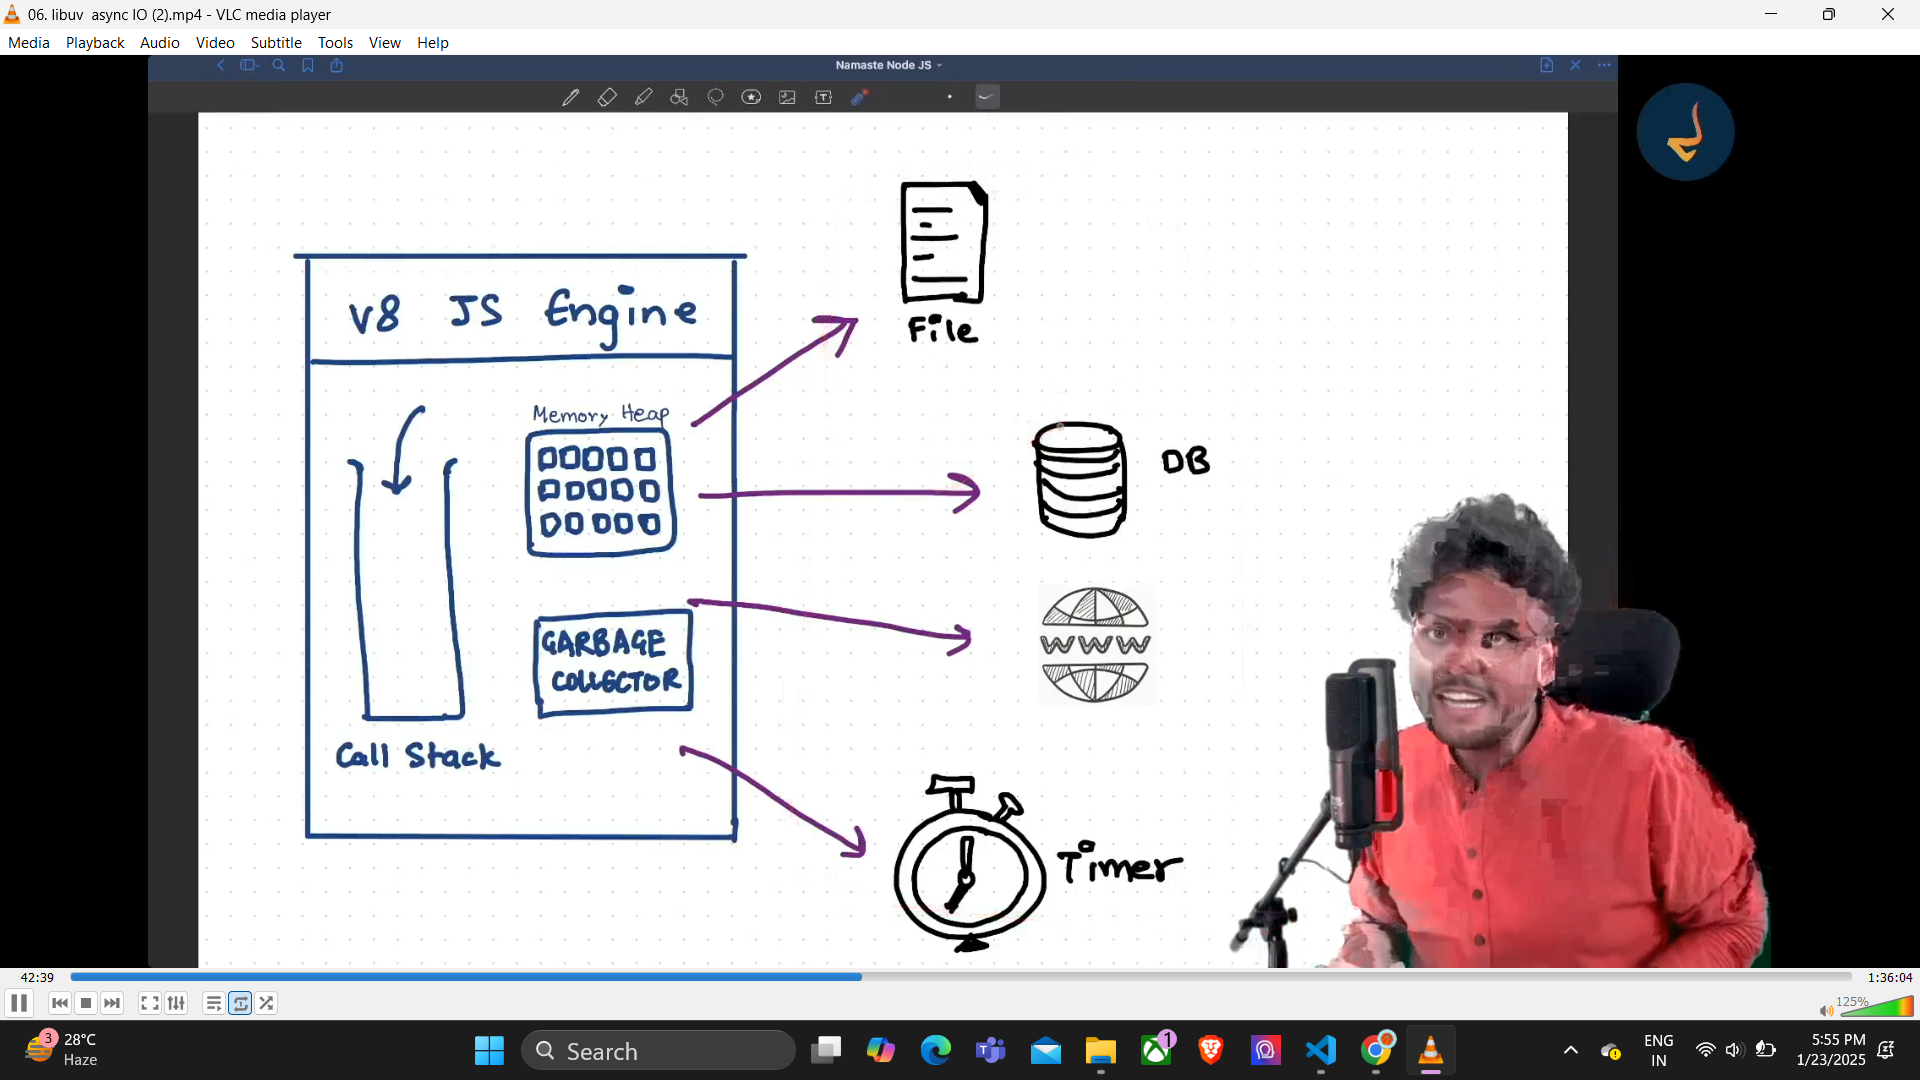 06. libuv  async IO (2).mp4 - VLC media player
Media Playback Audio Video Subtitle Tools View Help
Namaste Node JS
File
V8 JS Engine
Memory Heap
DB
WWW
GARBAGE
COLLECTOR
Call Stack
Timer
42:39
1:36:04
125%
3
28°C
Haze
Search
1
ENG
IN
5:55 PM
1/23/2025